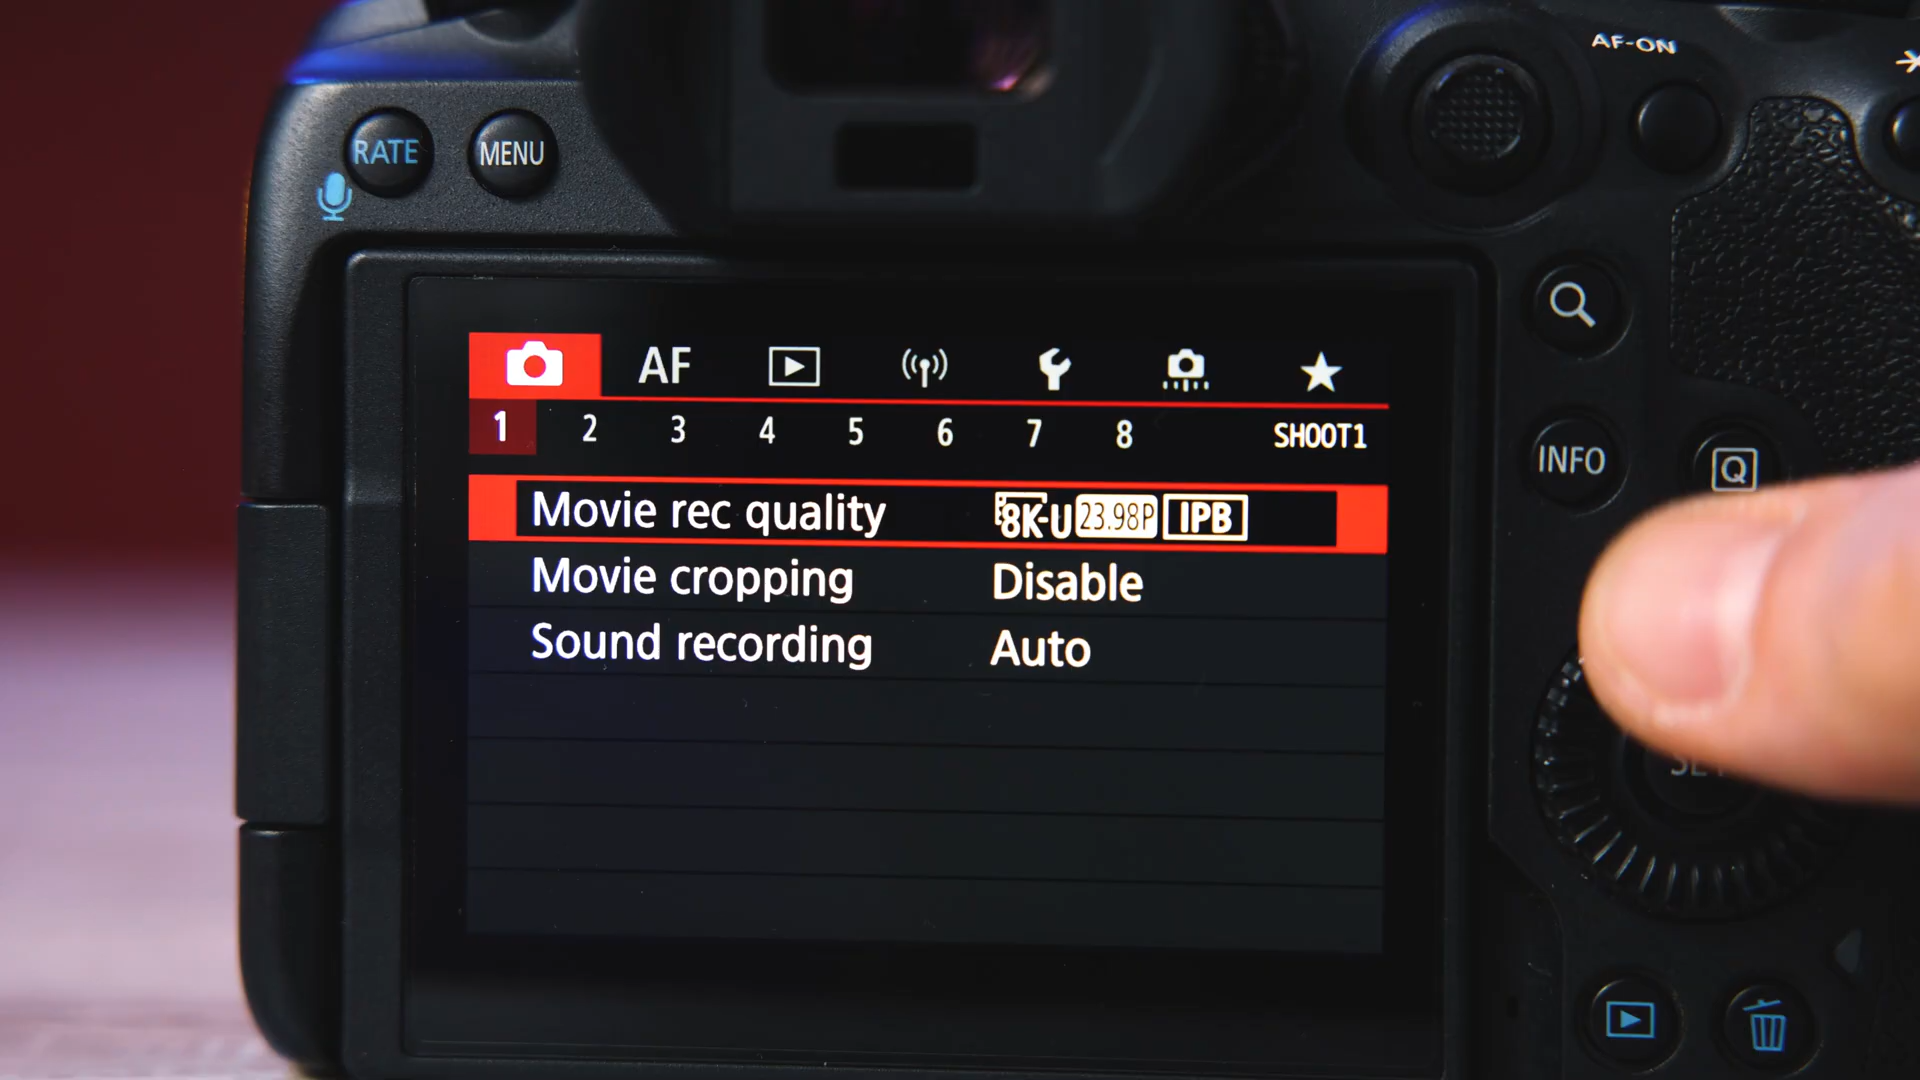 AF-ON
RATE MENU
AF
1 2 3 4 5 6 7 8 SHOOT1
INFO Q
Movie rec quality 8K-U 23.98P IPB
Movie cropping Disable
Sound recording Auto